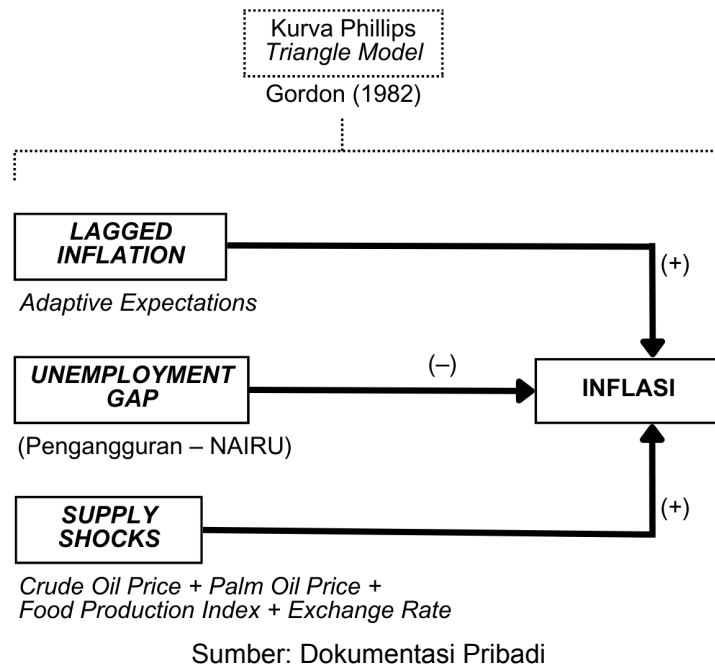 Kurva Phillips
Triangle Model
Gordon (1982)
LAGGED
INFLATION
(+)
Adaptive Expectations
UNEMPLOYMENT
GAP
(–)
INFLASI
(Pengangguran – NAIRU)
SUPPLY
SHOCKS
(+)
Crude Oil Price + Palm Oil Price +
Food Production Index + Exchange Rate
Sumber: Dokumentasi Pribadi